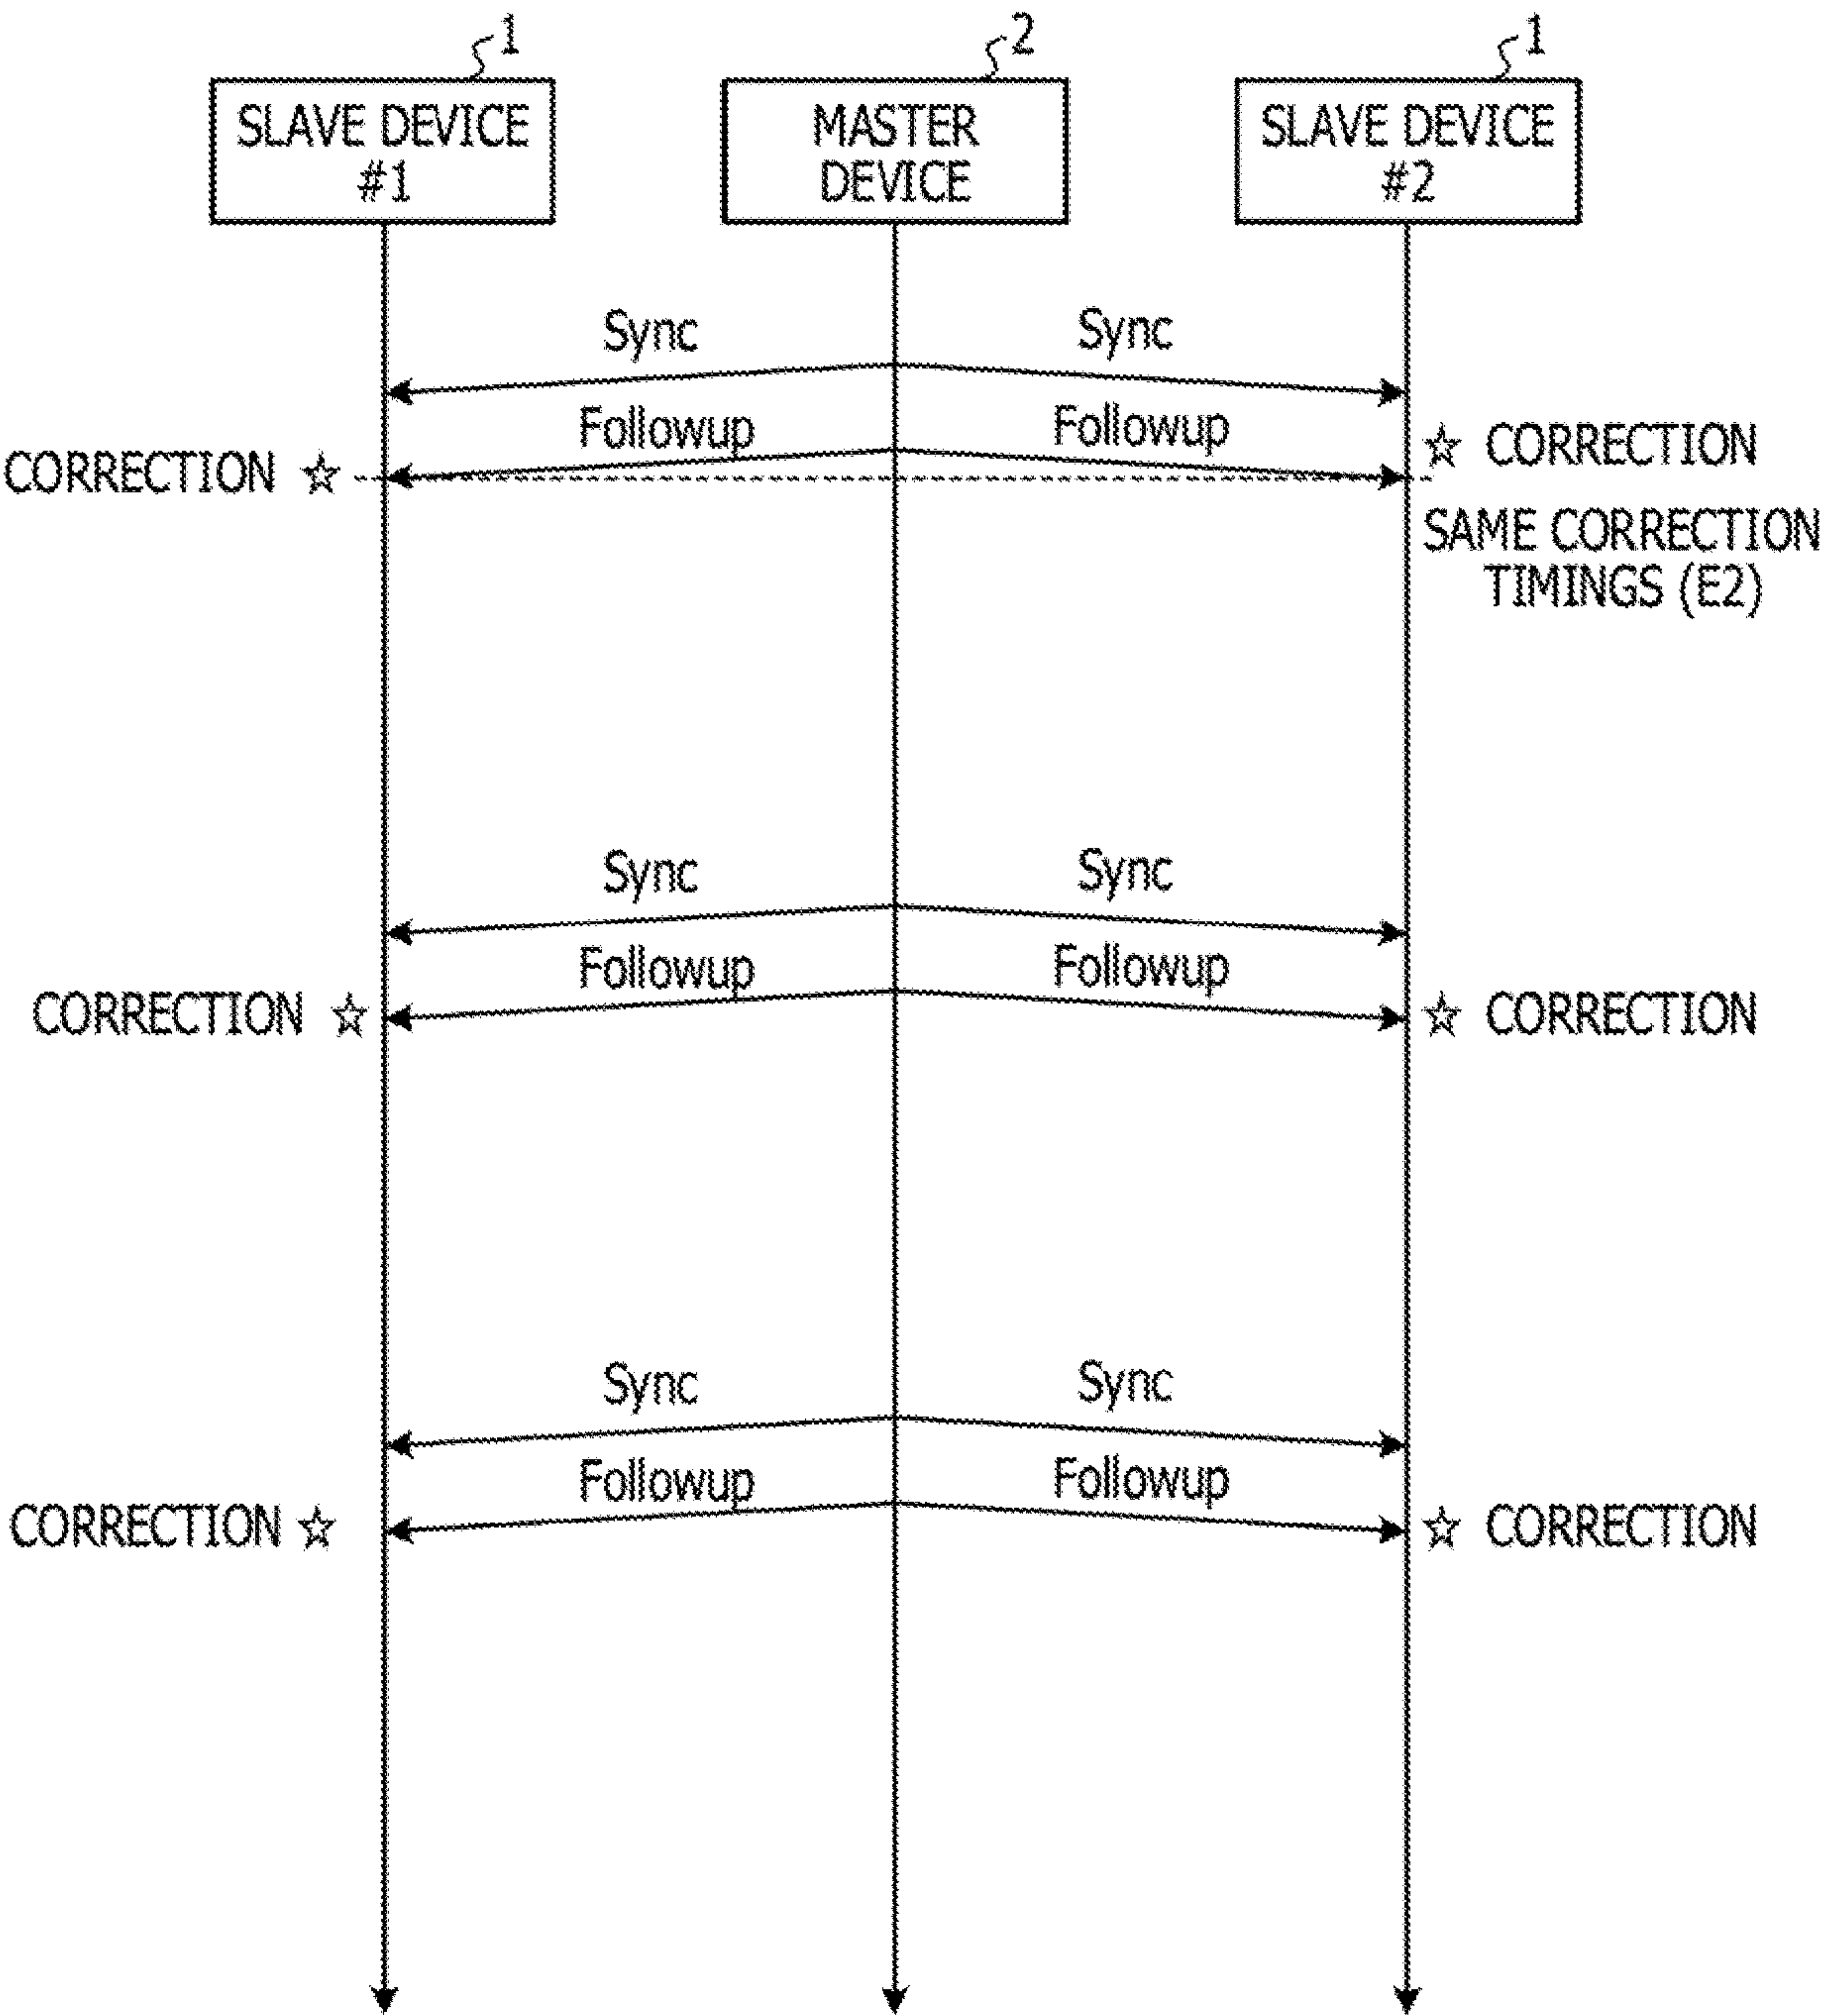 1
2
1
SLAVE DEVICE
#1
MASTER
DEVICE
SLAVE DEVICE
#2
Sync
Sync
Followup
Followup
CORRECTION ☆
☆ CORRECTION
SAME CORRECTION
TIMINGS (E2)
Sync
Sync
Followup
Followup
CORRECTION ☆
☆ CORRECTION
Sync
Sync
Followup
Followup
CORRECTION ☆
☆ CORRECTION